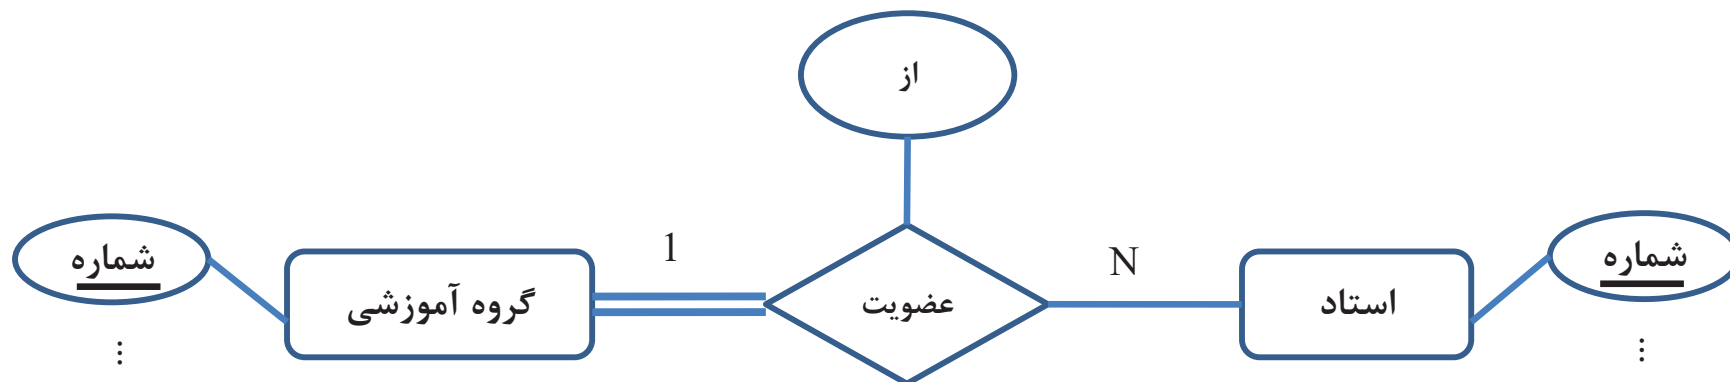 از
1
N
شماره
استاد
عضویت
گروه آموزشی
شماره
⋮
⋮